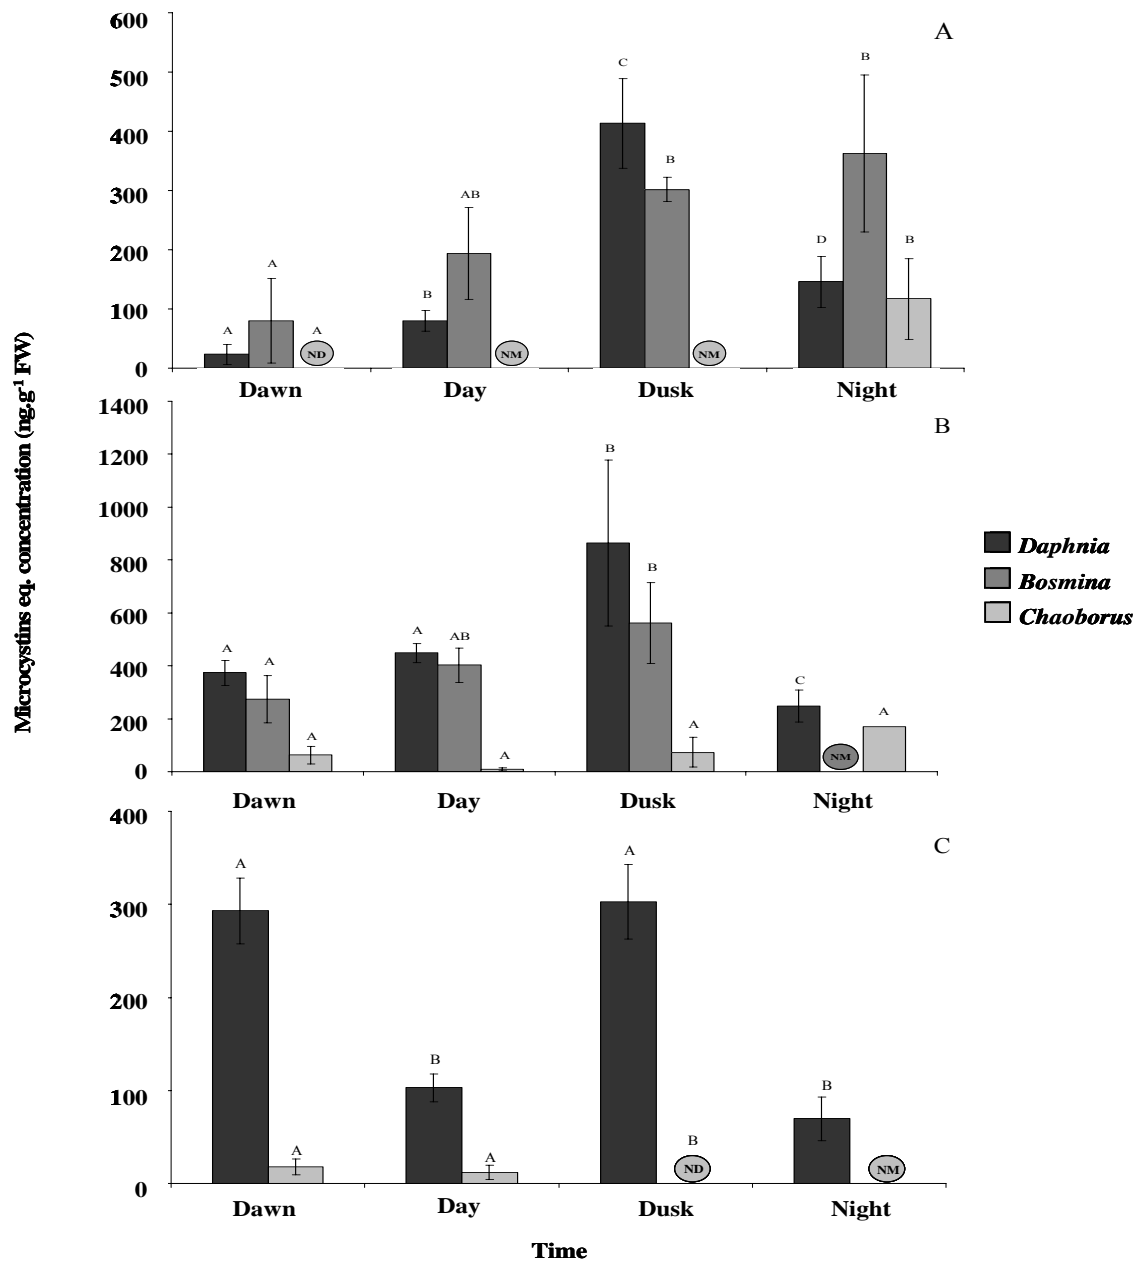 Microcystins eq. concentration (ng.g-1 FW)
A
600
500
400
300
200
100
0
A
A
A
ND
B
AB
NM
C
B
NM
D
B
B
Dawn
Day
Dusk
Night
B
1400
1200
1000
800
600
400
200
0
A
A
A
A
AB
A
B
B
A
C
NM
A
Dawn
Day
Dusk
Night
Daphnia
Bosmina
Chaoborus
C
400
300
200
100
0
A
A
B
A
A
B
ND
B
NM
Dawn
Day
Dusk
Night
Time